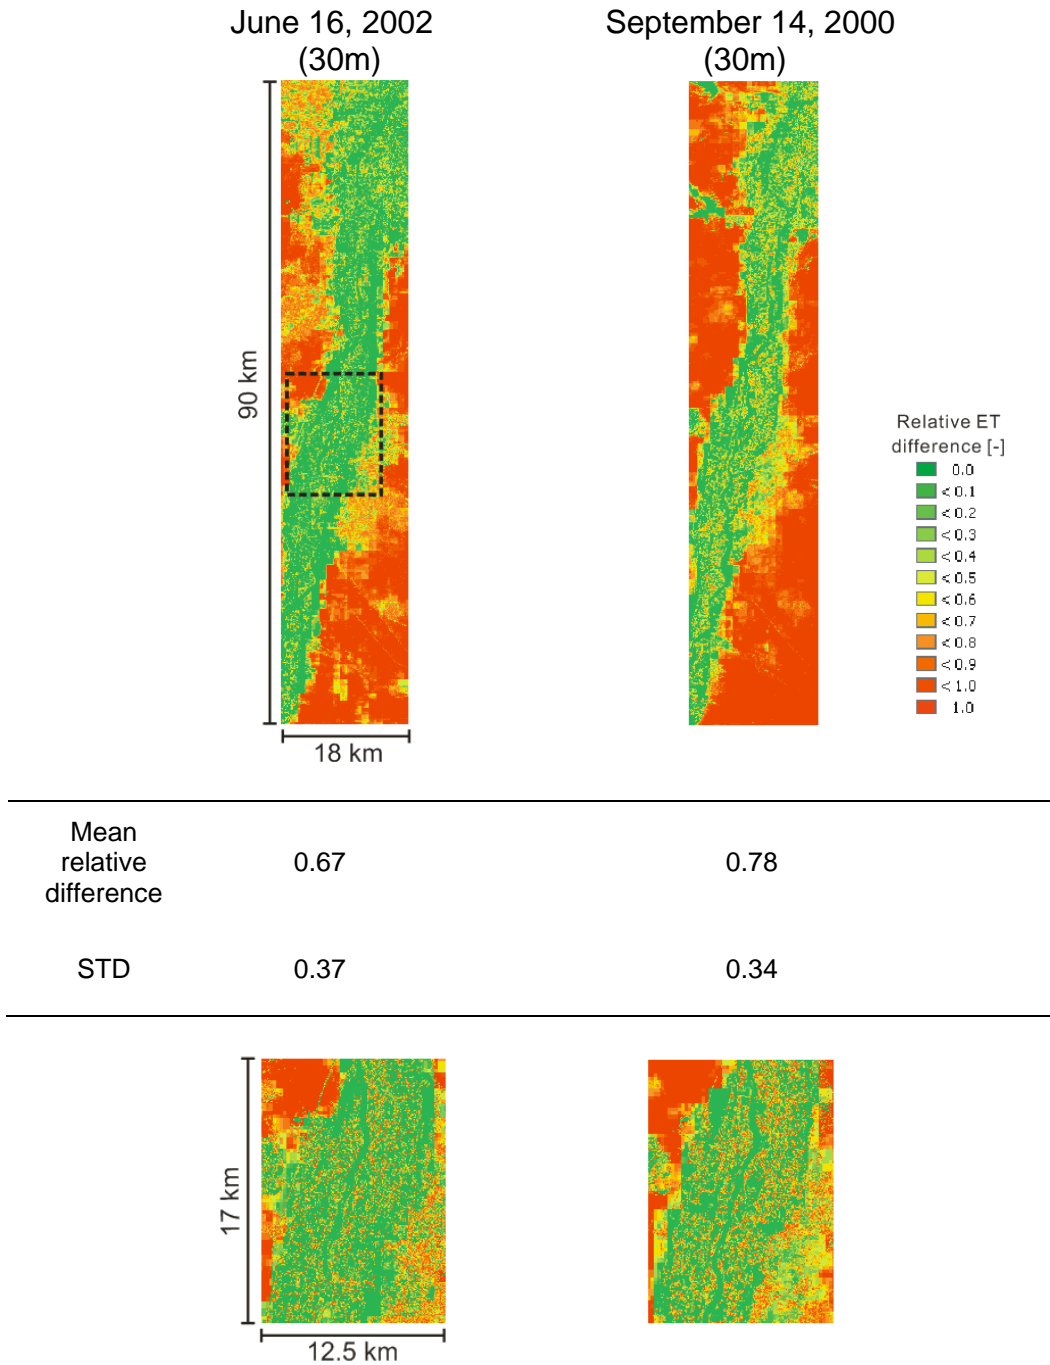 June 16, 2002
(30m)
September 14, 2000
(30m)
90 km
18 km
Relative ET
difference [-]
0.0
< 0.1
< 0.2
< 0.3
< 0.4
< 0.5
< 0.6
< 0.7
< 0.8
< 0.9
< 1.0
1.0
Mean
relative
difference
0.67
0.78
STD
0.37
0.34
17 km
12.5 km